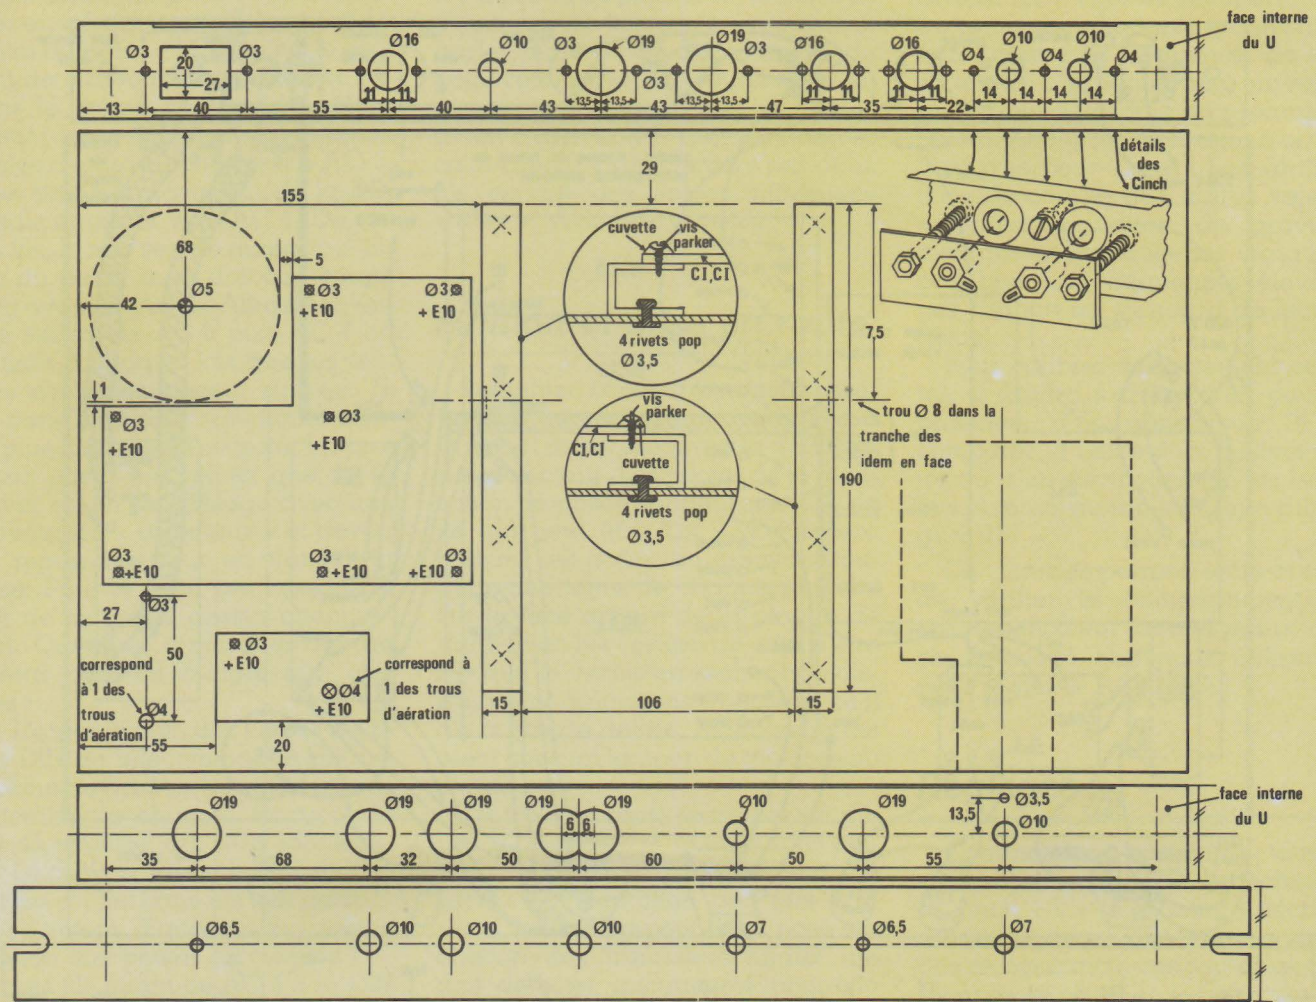 face interne
du U
Ø3
20
27
Ø3
Ø16
Ø10
Ø3
Ø19
Ø3
Ø19
Ø3
Ø16
Ø16
Ø4
Ø10
Ø4
Ø10
Ø4
11
11
13,5
13,5
13,5
13,5
11
11
11
11
13
40
55
40
43
43
47
35
22
14
14
14
14
détails
des
Cinch
29
155
68
5
42
Ø5
Ø3
+E10
Ø3
+E10
1
Ø3
+E10
Ø3
+E10
Ø3
+E10
Ø3
+E10
Ø3
+E10
cuvette
vis
parker
CI,CI
4 rivets pop
Ø3,5
vis
parker
CI,CI
cuvette
4 rivets pop
Ø3,5
7,5
trou Ø 8 dans la
tranche des
idem en face
190
27
Ø3
50
correspond
à 1 des
trous
d'aération
Ø4
55
Ø3
+E10
Ø4
+E10
correspond à
1 des trous
d'aération
20
15
106
15
face interne
du U
Ø19
Ø19
Ø19
Ø19
Ø19
6
6
Ø10
Ø19
13,5
Ø3,5
Ø10
35
68
32
50
60
50
55
Ø6,5
Ø10
Ø10
Ø10
Ø7
Ø6,5
Ø7